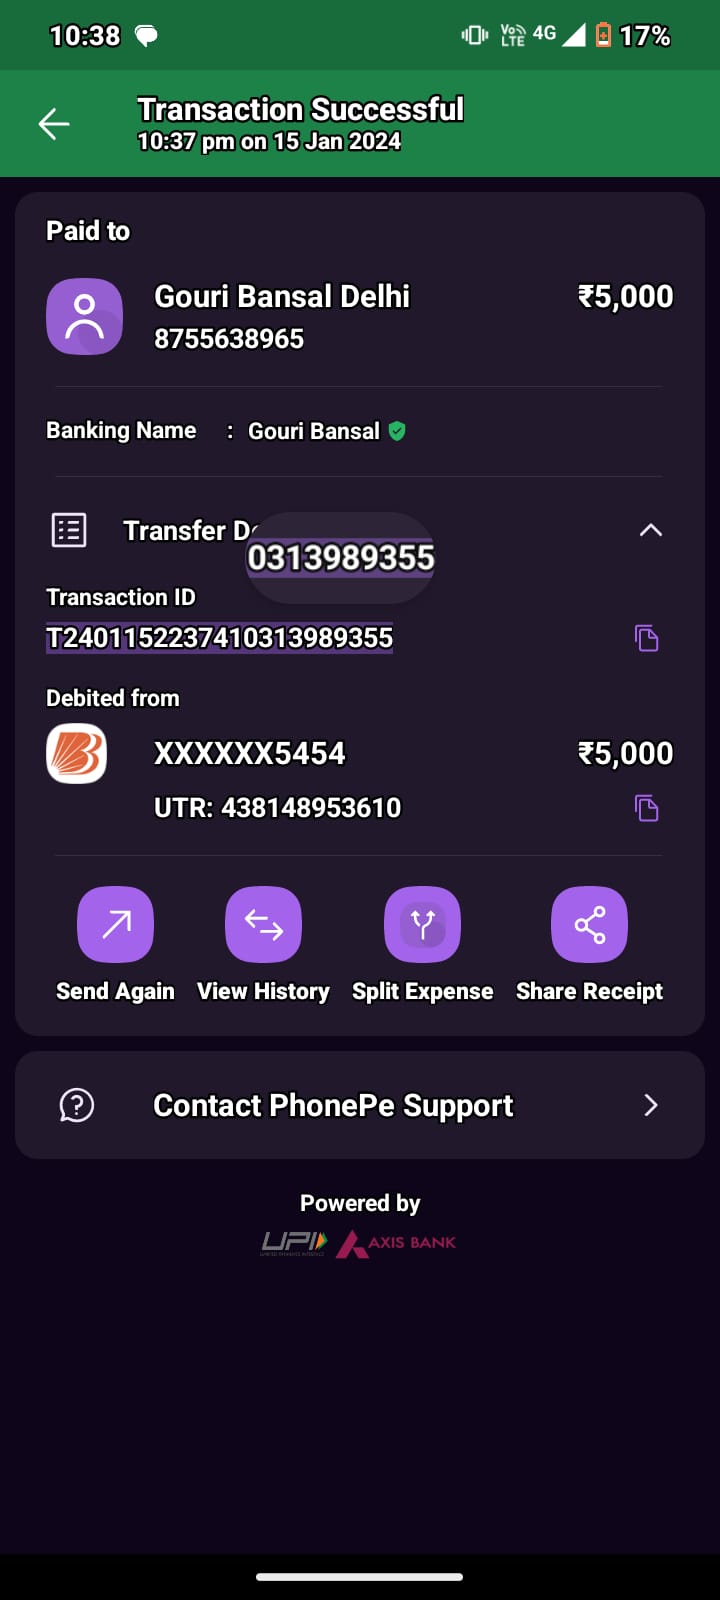 10:38
Vo LTE 4G 17%
Transaction Successful
10:37 pm on 15 Jan 2024
Paid to
Gouri Bansal Delhi ₹5,000
8755638965
Banking Name : Gouri Bansal
Transfer De
0313989355
Transaction ID
T2401152237410313989355
Debited from
XXXXXX5454 ₹5,000
UTR: 438148953610
Send Again View History Split Expense Share Receipt
Contact PhonePe Support
Powered by
UPI AXIS BANK